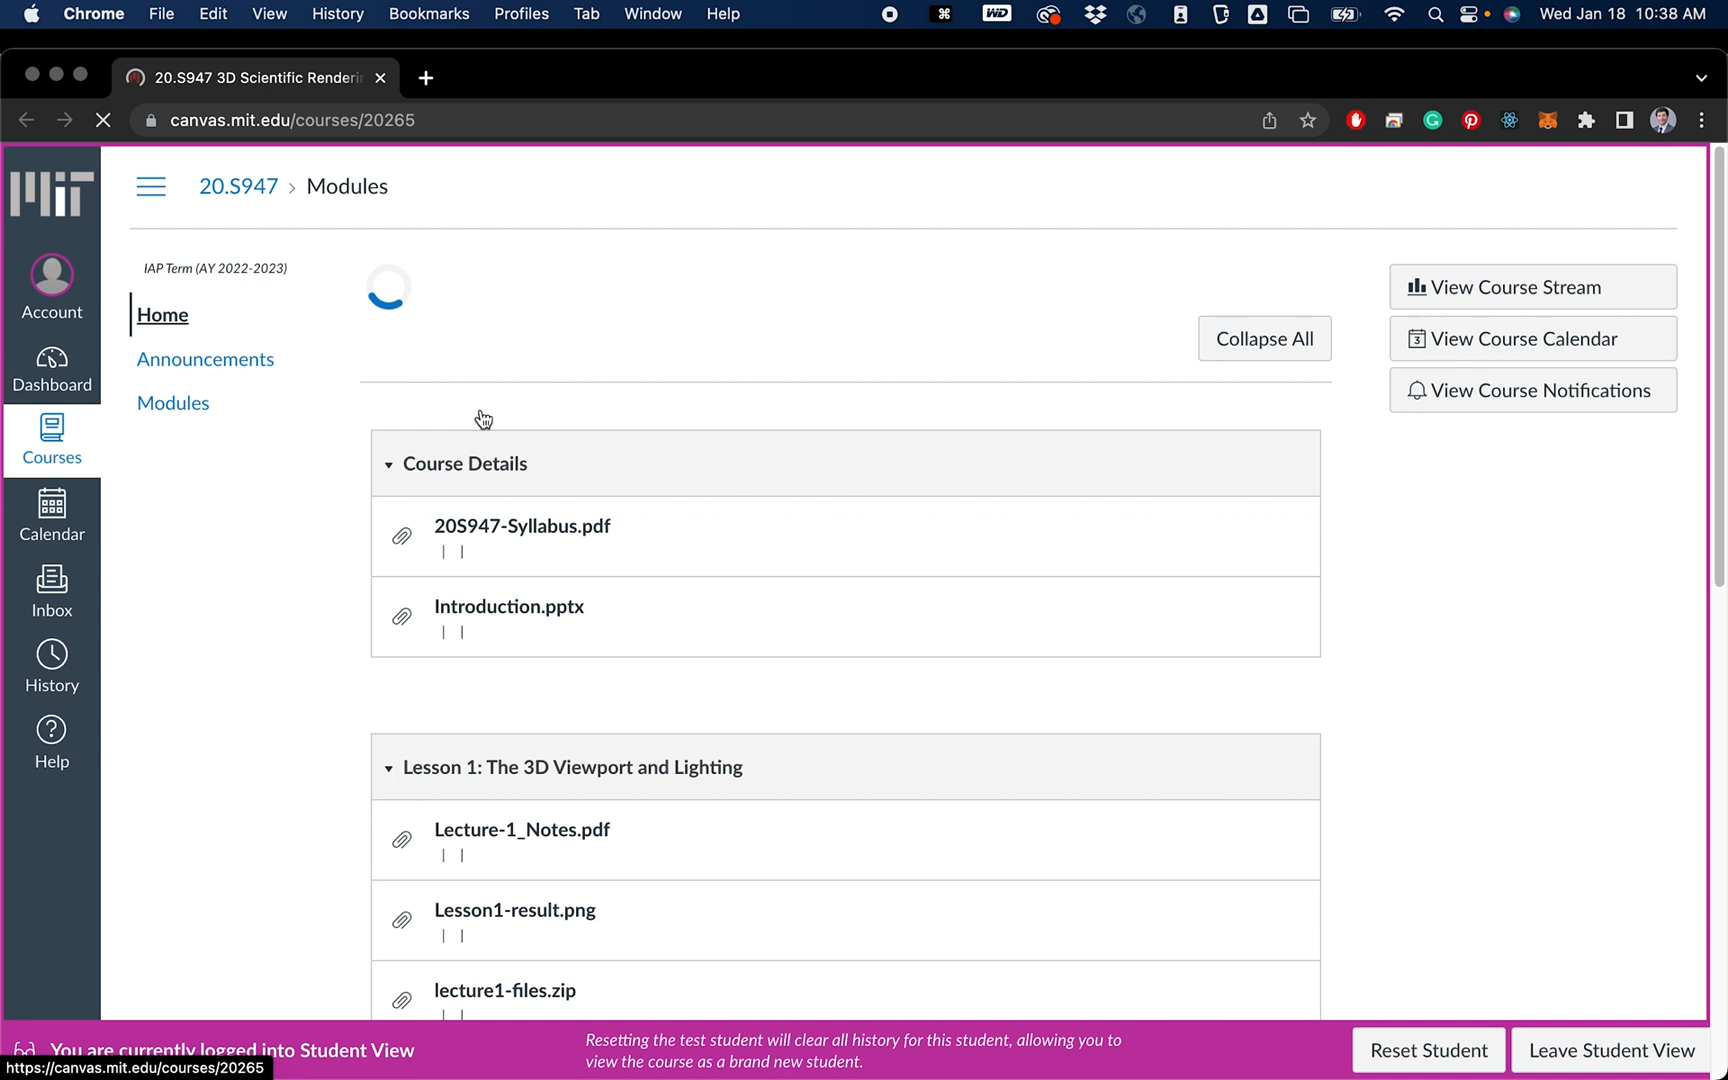 Chrome File Edit View History Bookmarks Profiles Tab Window Help WD Wed Jan 18 10:38 AM
20.S947 3D Scientific Renderin
canvas.mit.edu/courses/20265
MiT
20.S947 > Modules
IAP Term (AY 2022-2023)
Home
Announcements
Modules
Account
Dashboard
Courses
Calendar
Inbox
History
Help
Collapse All
View Course Stream
3 View Course Calendar
View Course Notifications
Course Details
20S947-Syllabus.pdf
| |
Introduction.pptx
| |
Lesson 1: The 3D Viewport and Lighting
Lecture-1_Notes.pdf
| |
Lesson1-result.png
| |
lecture1-files.zip
| |
You are currently logged into Student View
Resetting the test student will clear all history for this student, allowing you to
view the course as a brand new student.
Reset Student
Leave Student View
https://canvas.mit.edu/courses/20265